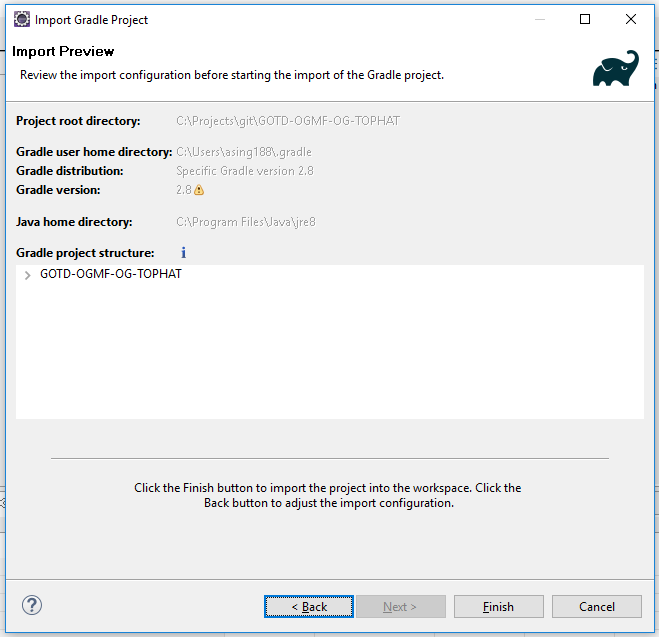 Import Gradle Project
Import Preview
Review the import configuration before starting the import of the Gradle project.
Project root directory: C:\Projects\git\GOTD-OGMF-OG-TOPHAT
Gradle user home directory: C:\Users\asing188\.gradle
Gradle distribution: Specific Gradle version 2.8
Gradle version: 2.8
Java home directory: C:\Program Files\Java\jre8
Gradle project structure:
GOTD-OGMF-OG-TOPHAT
Click the Finish button to import the project into the workspace. Click the
Back button to adjust the import configuration.
< Back Next > Finish Cancel